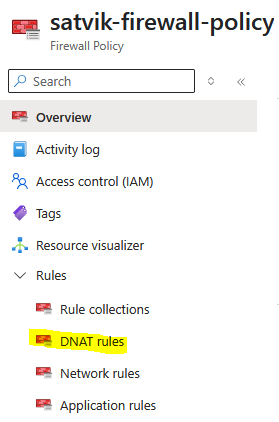 satvik-firewall-policy
Firewall Policy
Search
Overview
Activity log
Access control (IAM)
Tags
Resource visualizer
Rules
Rule collections
DNAT rules
Network rules
Application rules